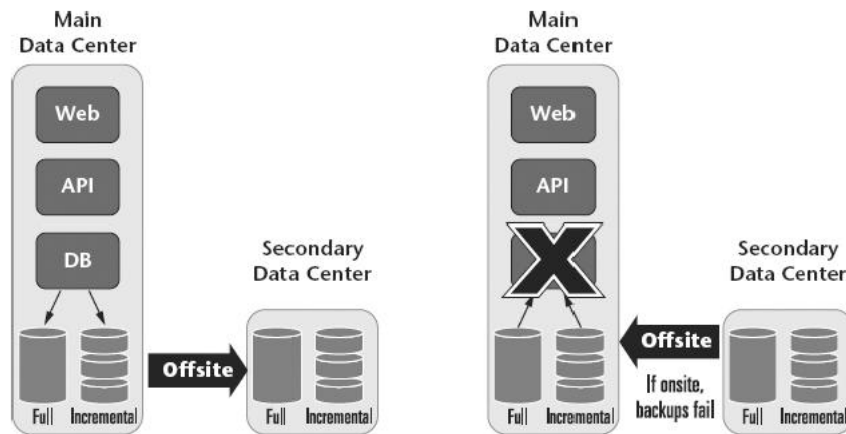 Main
Data Center
Web
API
DB
Full
Incremental
Offsite
Secondary
Data Center
Full
Incremental
Main
Data Center
Web
API
Full
Incremental
Offsite
If onsite,
backups fail
Secondary
Data Center
Full
Incremental